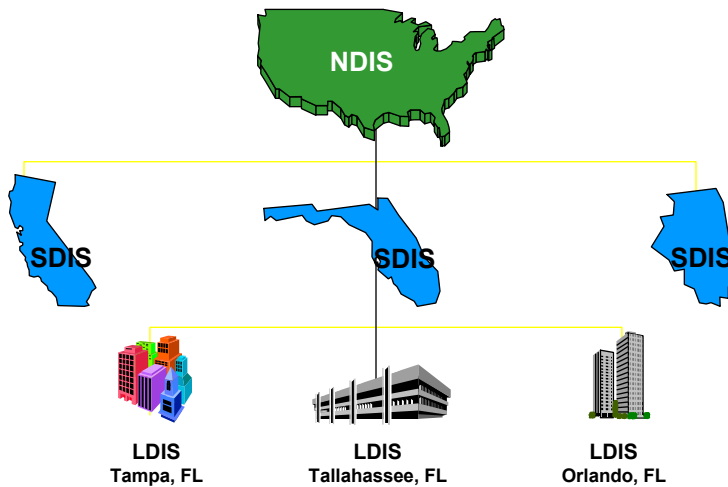 NDIS
SDIS
SDIS
SDIS
LDIS
Tampa, FL
LDIS
Tallahassee, FL
LDIS
Orlando, FL